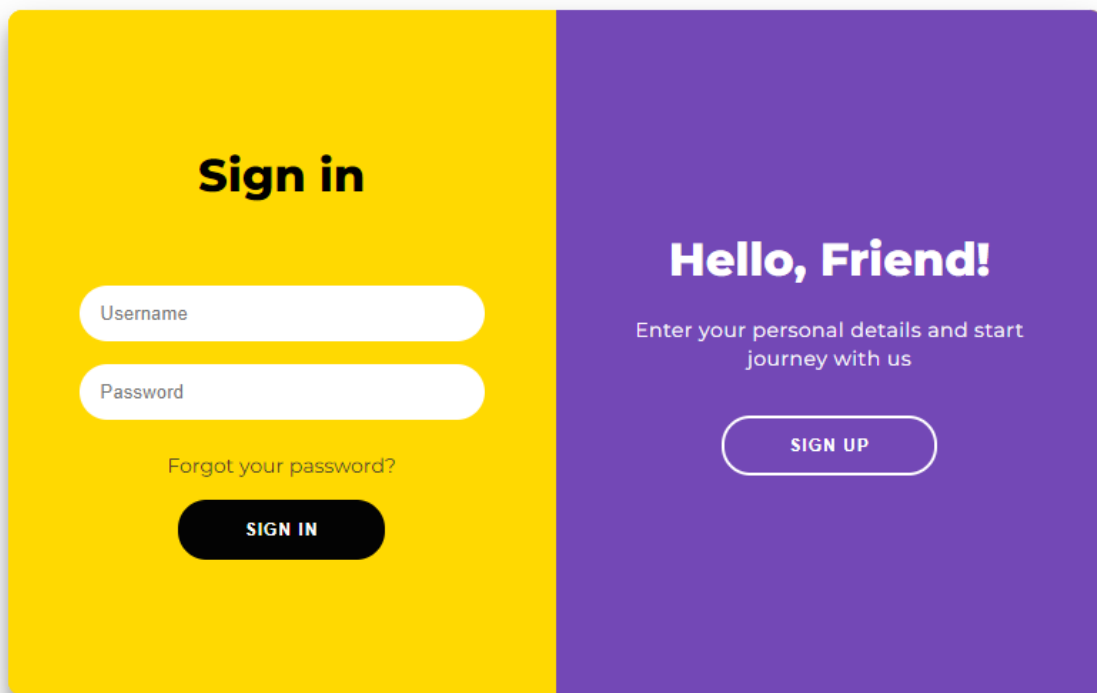 Sign in
Username
Password
Forgot your password?
SIGN IN
Hello, Friend!
Enter your personal details and start
journey with us
SIGN UP